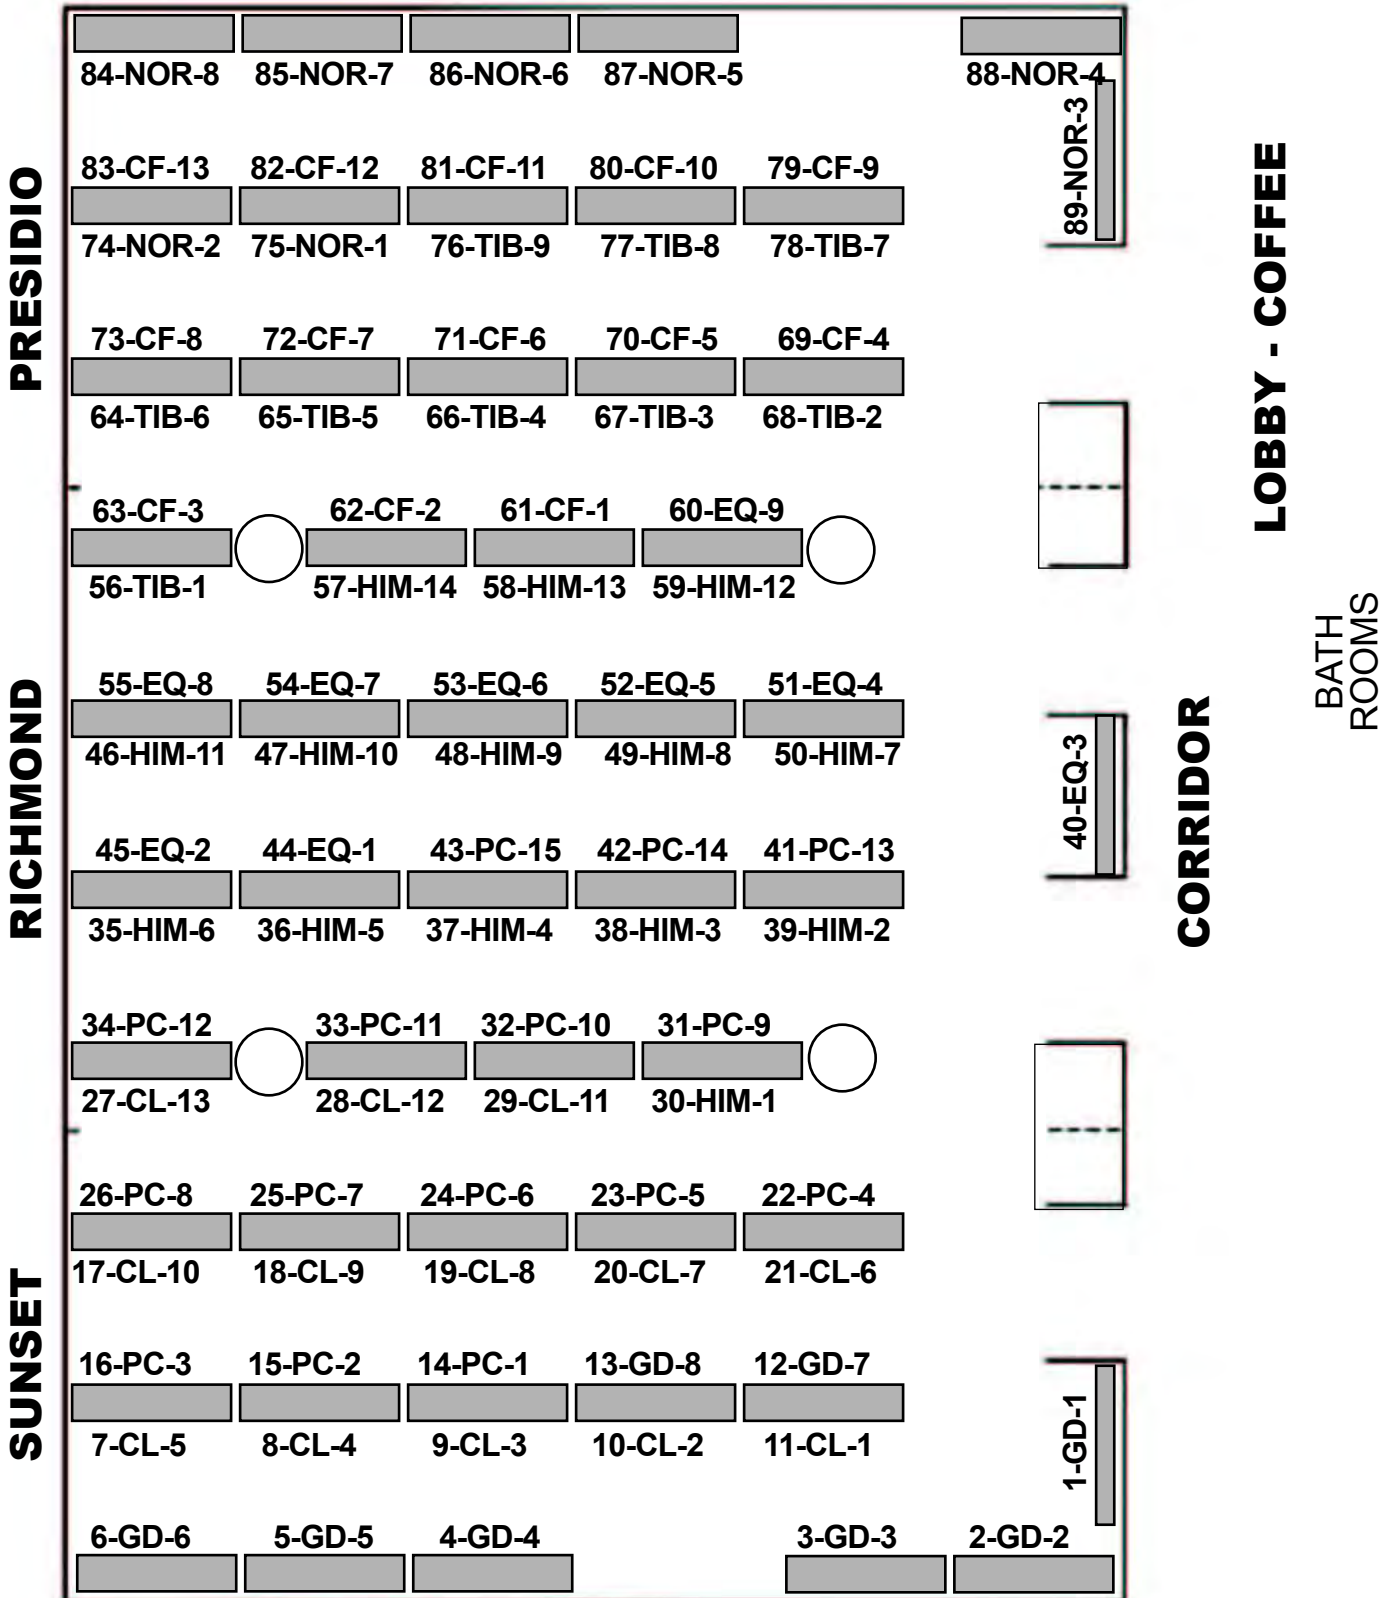 84-NOR-8 85-NOR-7 86-NOR-6 87-NOR-5 88-NOR-4
89-NOR-3
83-CF-13 82-CF-12 81-CF-11 80-CF-10 79-CF-9
74-NOR-2 75-NOR-1 76-TIB-9 77-TIB-8 78-TIB-7
PRESIDIO
LOBBY - COFFEE
73-CF-8 72-CF-7 71-CF-6 70-CF-5 69-CF-4
64-TIB-6 65-TIB-5 66-TIB-4 67-TIB-3 68-TIB-2
63-CF-3 62-CF-2 61-CF-1 60-EQ-9
56-TIB-1 57-HIM-14 58-HIM-13 59-HIM-12
BATH
ROOMS
55-EQ-8 54-EQ-7 53-EQ-6 52-EQ-5 51-EQ-4
46-HIM-11 47-HIM-10 48-HIM-9 49-HIM-8 50-HIM-7
40-EQ-3
RICHMOND
CORRIDOR
45-EQ-2 44-EQ-1 43-PC-15 42-PC-14 41-PC-13
35-HIM-6 36-HIM-5 37-HIM-4 38-HIM-3 39-HIM-2
34-PC-12 33-PC-11 32-PC-10 31-PC-9
27-CL-13 28-CL-12 29-CL-11 30-HIM-1
26-PC-8 25-PC-7 24-PC-6 23-PC-5 22-PC-4
17-CL-10 18-CL-9 19-CL-8 20-CL-7 21-CL-6
SUNSET
16-PC-3 15-PC-2 14-PC-1 13-GD-8 12-GD-7
7-CL-5 8-CL-4 9-CL-3 10-CL-2 11-CL-1
1-GD-1
6-GD-6 5-GD-5 4-GD-4 3-GD-3 2-GD-2